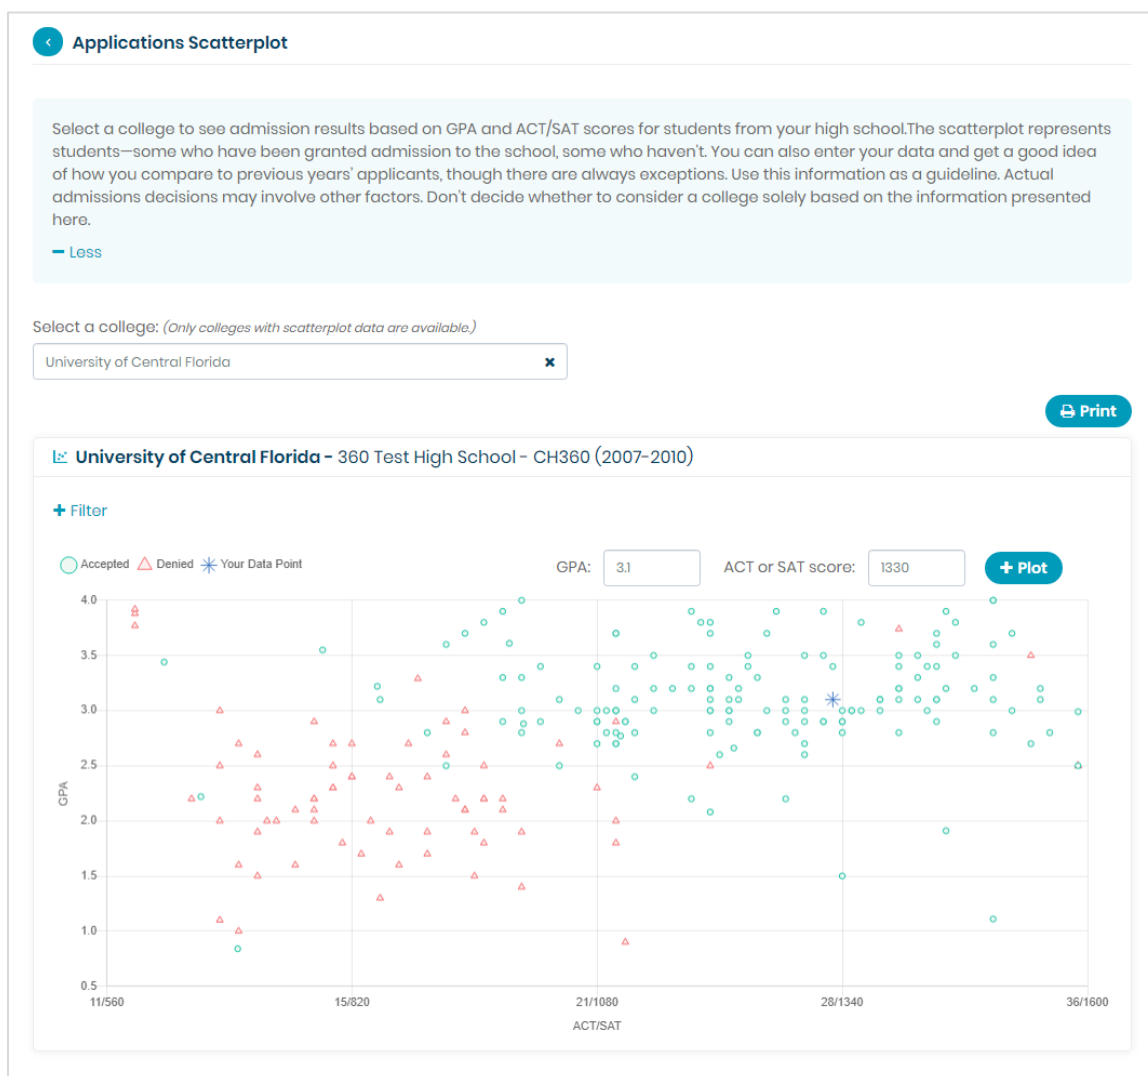 Applications Scatterplot
Select a college to see admission results based on GPA and ACT/SAT scores for students from your high school.The scatterplot represents
students—some who have been granted admission to the school, some who haven't. You can also enter your data and get a good idea
of how you compare to previous years' applicants, though there are always exceptions. Use this information as a guideline. Actual
admissions decisions may involve other factors. Don't decide whether to consider a college solely based on the information presented
here.
Less
Select a college: (Only colleges with scatterplot data are available.)
University of Central Florida
Print
University of Central Florida - 360 Test High School - CH360 (2007-2010)
+ Filter
Accepted Denied Your Data Point GPA: 3.1 ACT or SAT score: 1330 + Plot
4.0
3.5
3.0
2.5
GPA
2.0
1.5
1.0
0.5
11/560 15/820 21/1080 28/1340 36/1600
ACT/SAT